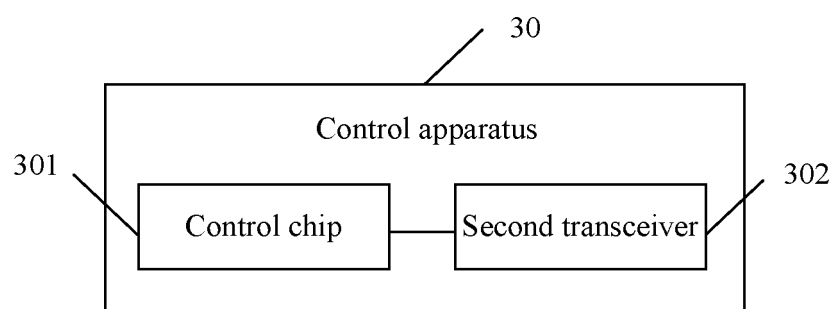 30
Control apparatus
301
302
Control chip
Second transceiver